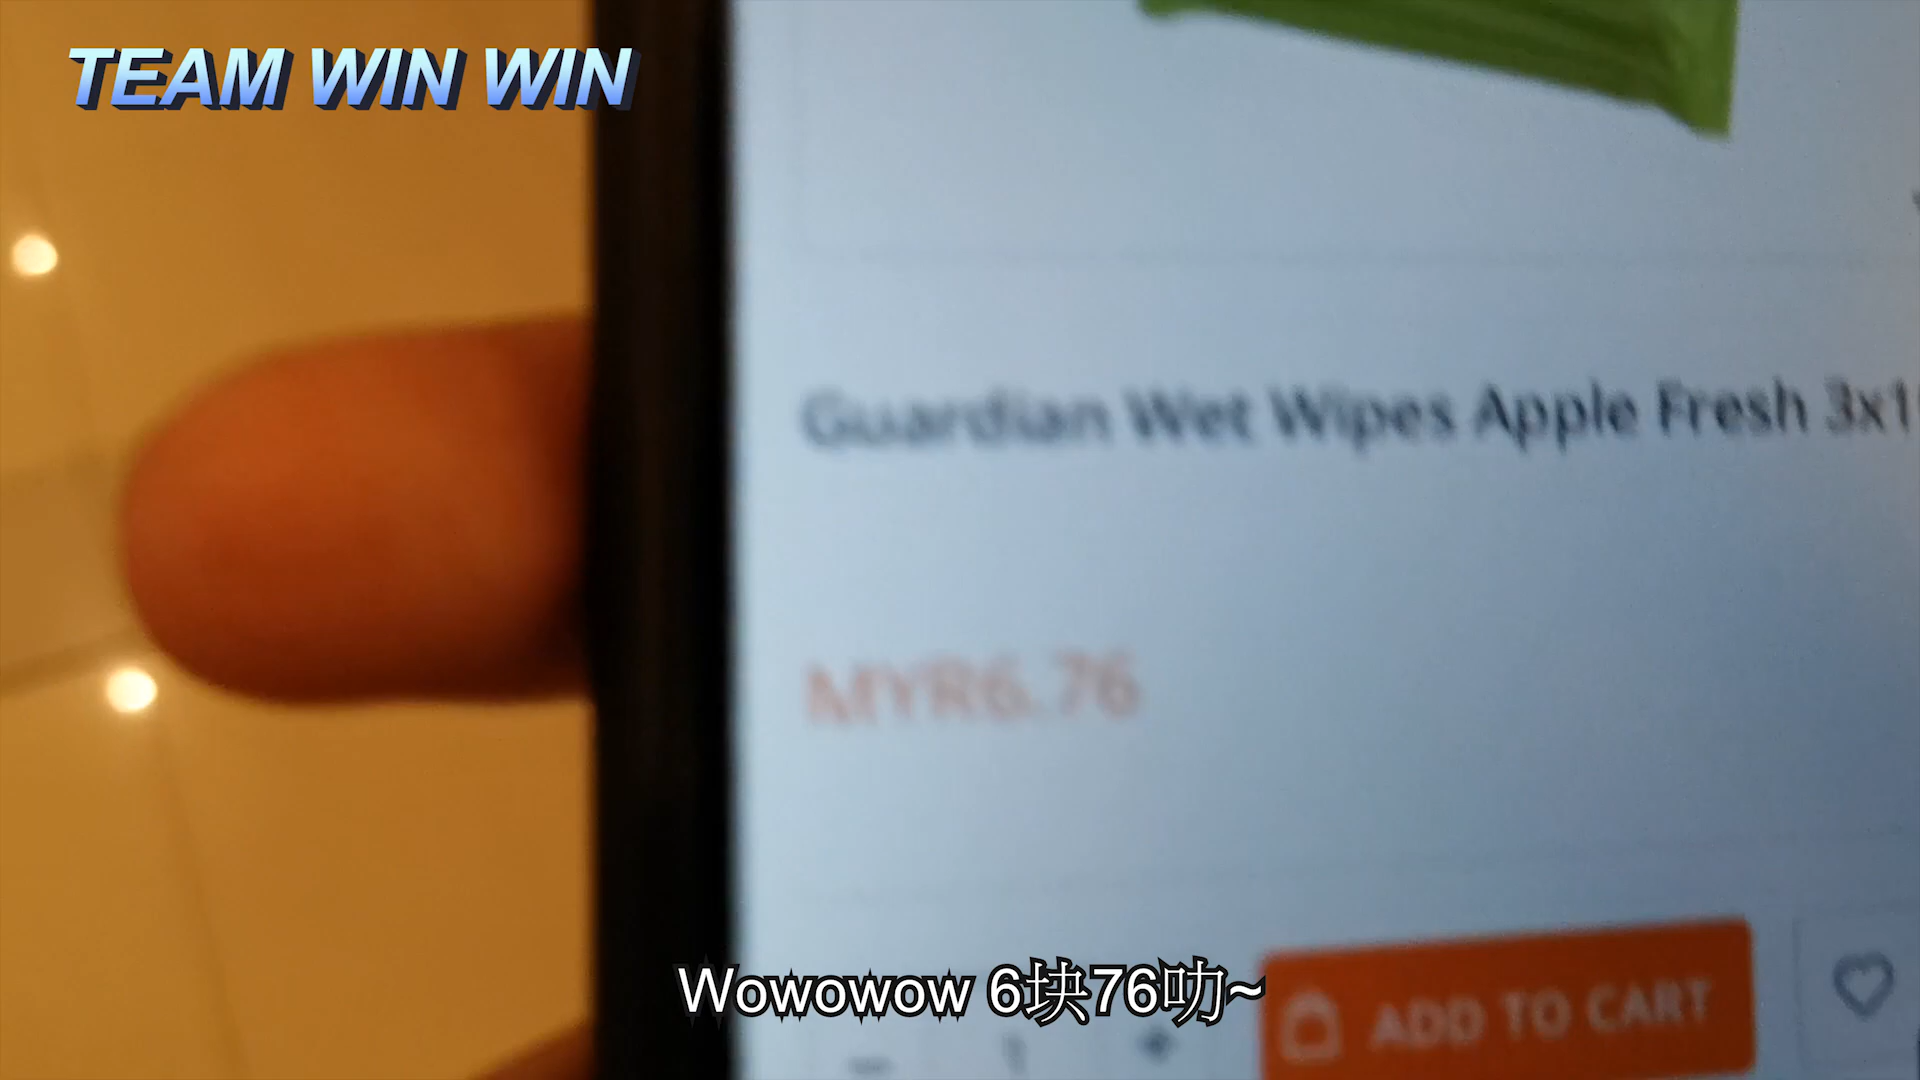 TEAM WIN WIN
Guardian Wet Wipes Apple Fresh
MYR6.76
Wowowow 6块76叻~
ADD TO CART
1